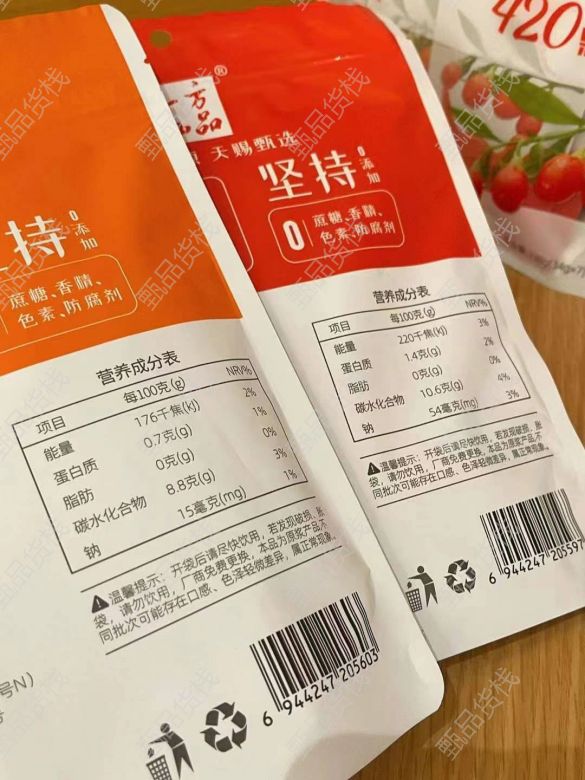 420
持
0
添
加
蔗糖、香精、
色素、防腐剂
营养成分表
项目 每100克(g) NRV%
能量 176千焦(kJ) 2%
蛋白质 0.7克(g) 1%
脂肪 0克(g) 0%
碳水化合物 8.8克(g) 3%
钠 15毫克(mg) 1%
温馨提示：开袋后请尽快饮用，若发现破损、胀
袋，请勿饮用，厂商免费更换，本品为原浆产品，不
同批次可能存在口感、色泽轻微差异，属正常现象。
号N)
6 944247 205603
方
品
®
天赐甄选
坚持
0
添
加
0 蔗糖、香精、
色素、防腐剂
营养成分表
项目 每100克(g) NRV%
能量 220千焦(kJ) 3%
蛋白质 1.4克(g) 2%
脂肪 0克(g) 0%
碳水化合物 10.6克(g) 4%
钠 54毫克(mg) 3%
温馨提示：开袋后请尽快饮用，若发现破损、胀
袋，请勿饮用，厂商免费更换，本品为原浆产品，不
同批次可能存在口感、色泽轻微差异，属正常现象。
6 944247 205597
甄品货栈